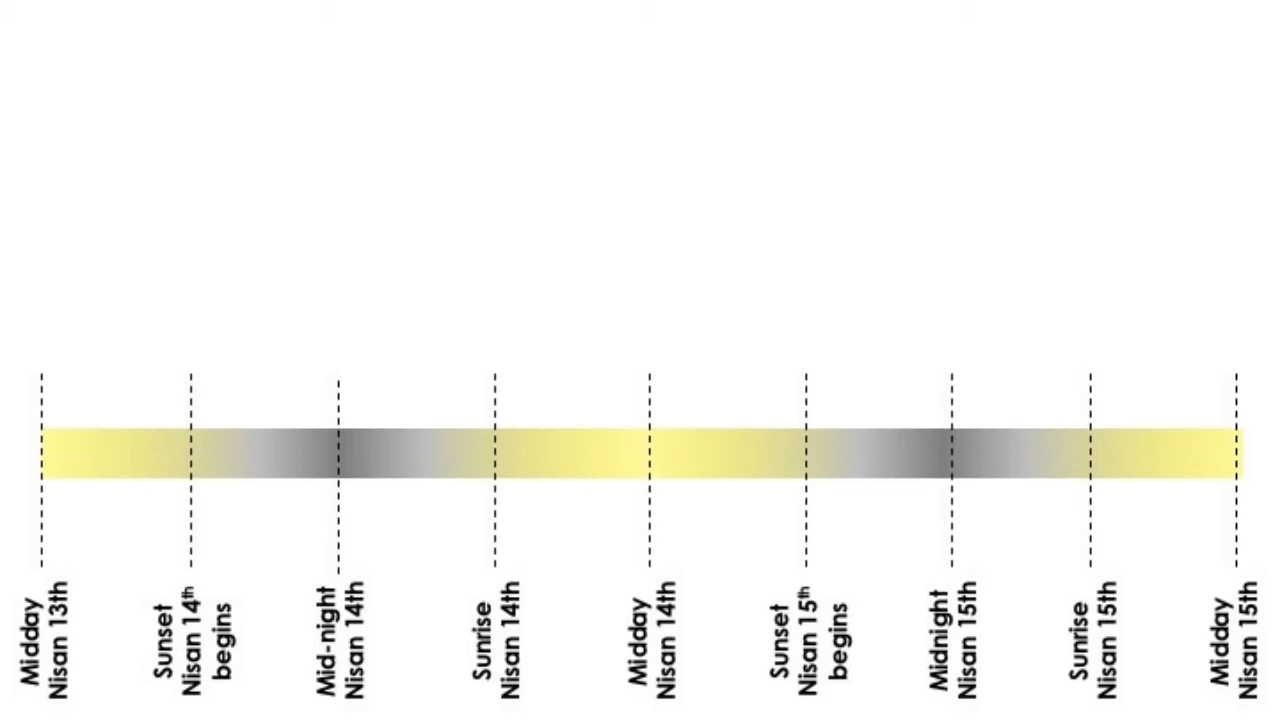 Midday
Nisan 13th
Sunset
Nisan 14th
begins
Mid-night
Nisan 14th
Sunrise
Nisan 14th
Midday
Nisan 14th
Sunset
Nisan 15th
begins
Midnight
Nisan 15th
Sunrise
Nisan 15th
Midday
Nisan 15th